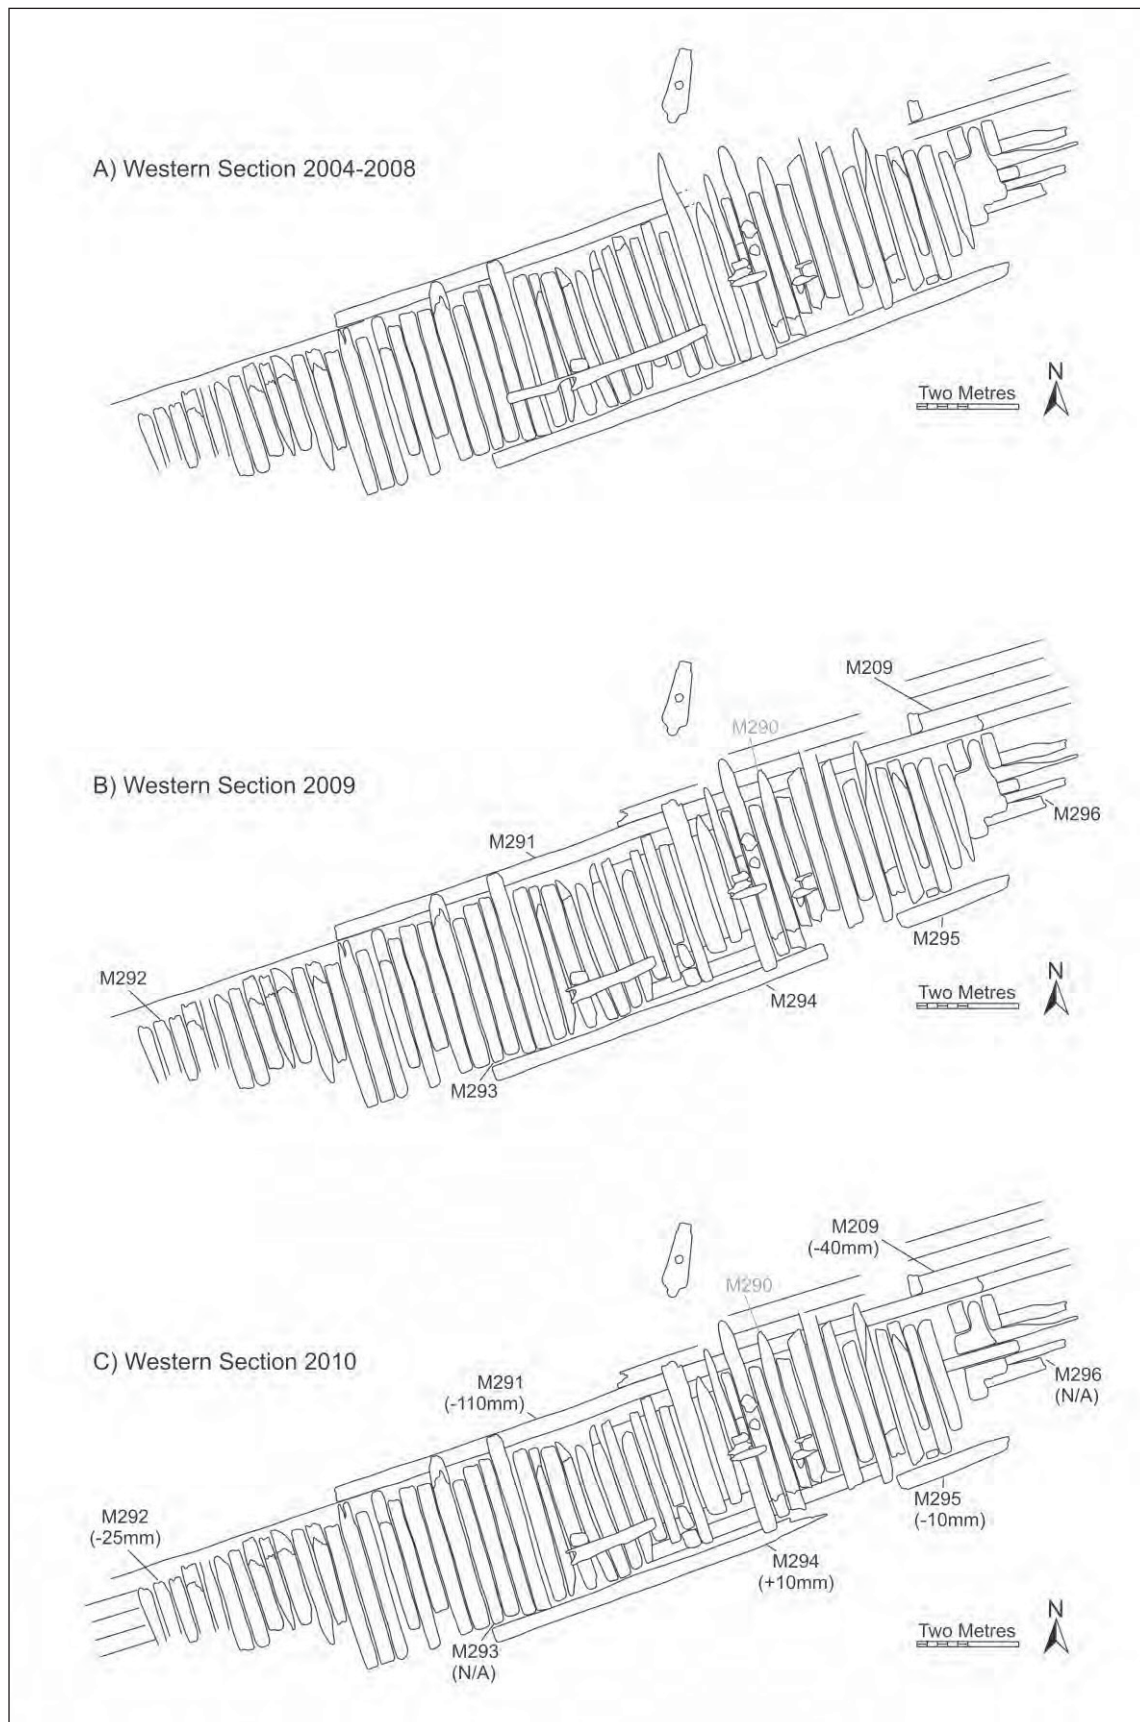 A) Western Section 2004-2008
N
Two Metres
M209
M290
B) Western Section 2009
M291
M296
M295
M292
N
Two Metres
M294
M293
M209
(-40mm)
M290
C) Western Section 2010
M291
(-110mm)
M296
(N/A)
M295
(-10mm)
M292
(-25mm)
M294
(+10mm)
N
Two Metres
M293
(N/A)